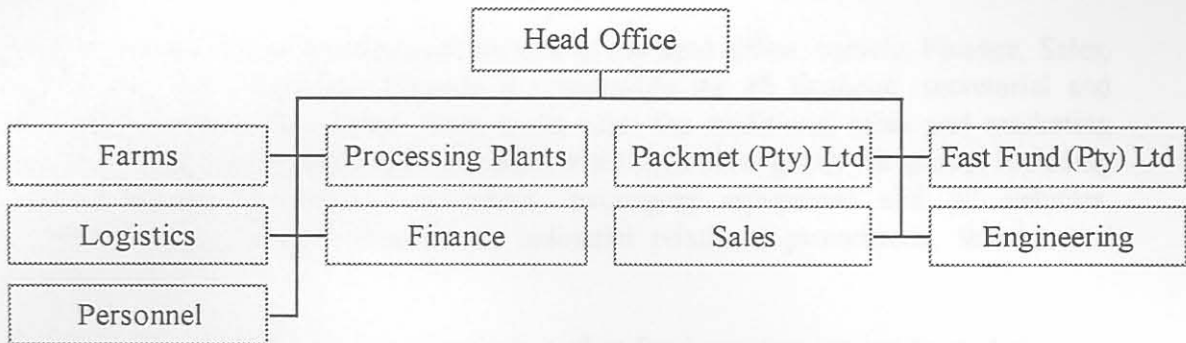 Head Office
Farms
Processing Plants
Packmet (Pty) Ltd
Fast Fund (Pty) Ltd
Logistics
Finance
Sales
Engineering
Personnel